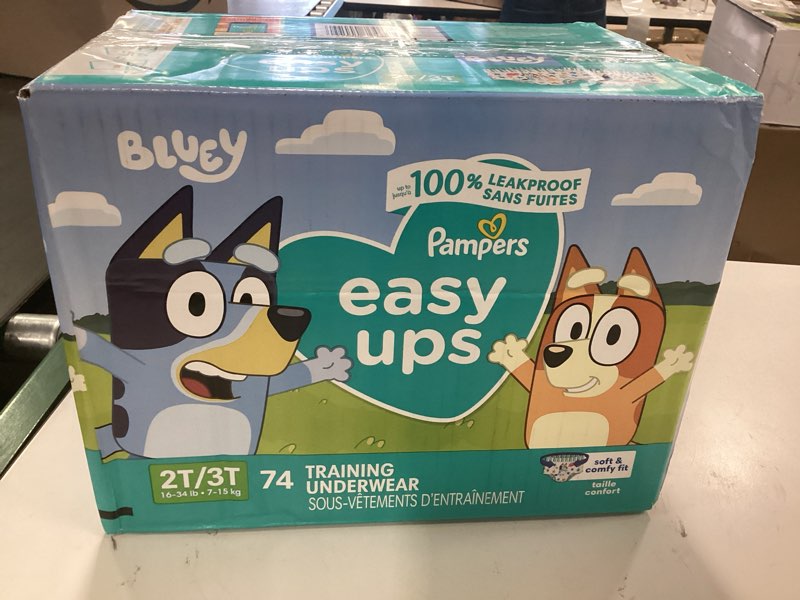 BLUEY
up to
jusqu'à
100% LEAKPROOF
SANS FUITES
Pampers
easy
ups
2T/3T
16-34 lb • 7-15 kg
74
TRAINING
UNDERWEAR
SOUS-VÊTEMENTS D'ENTRAÎNEMENT
soft &
comfy fit
taille
confort